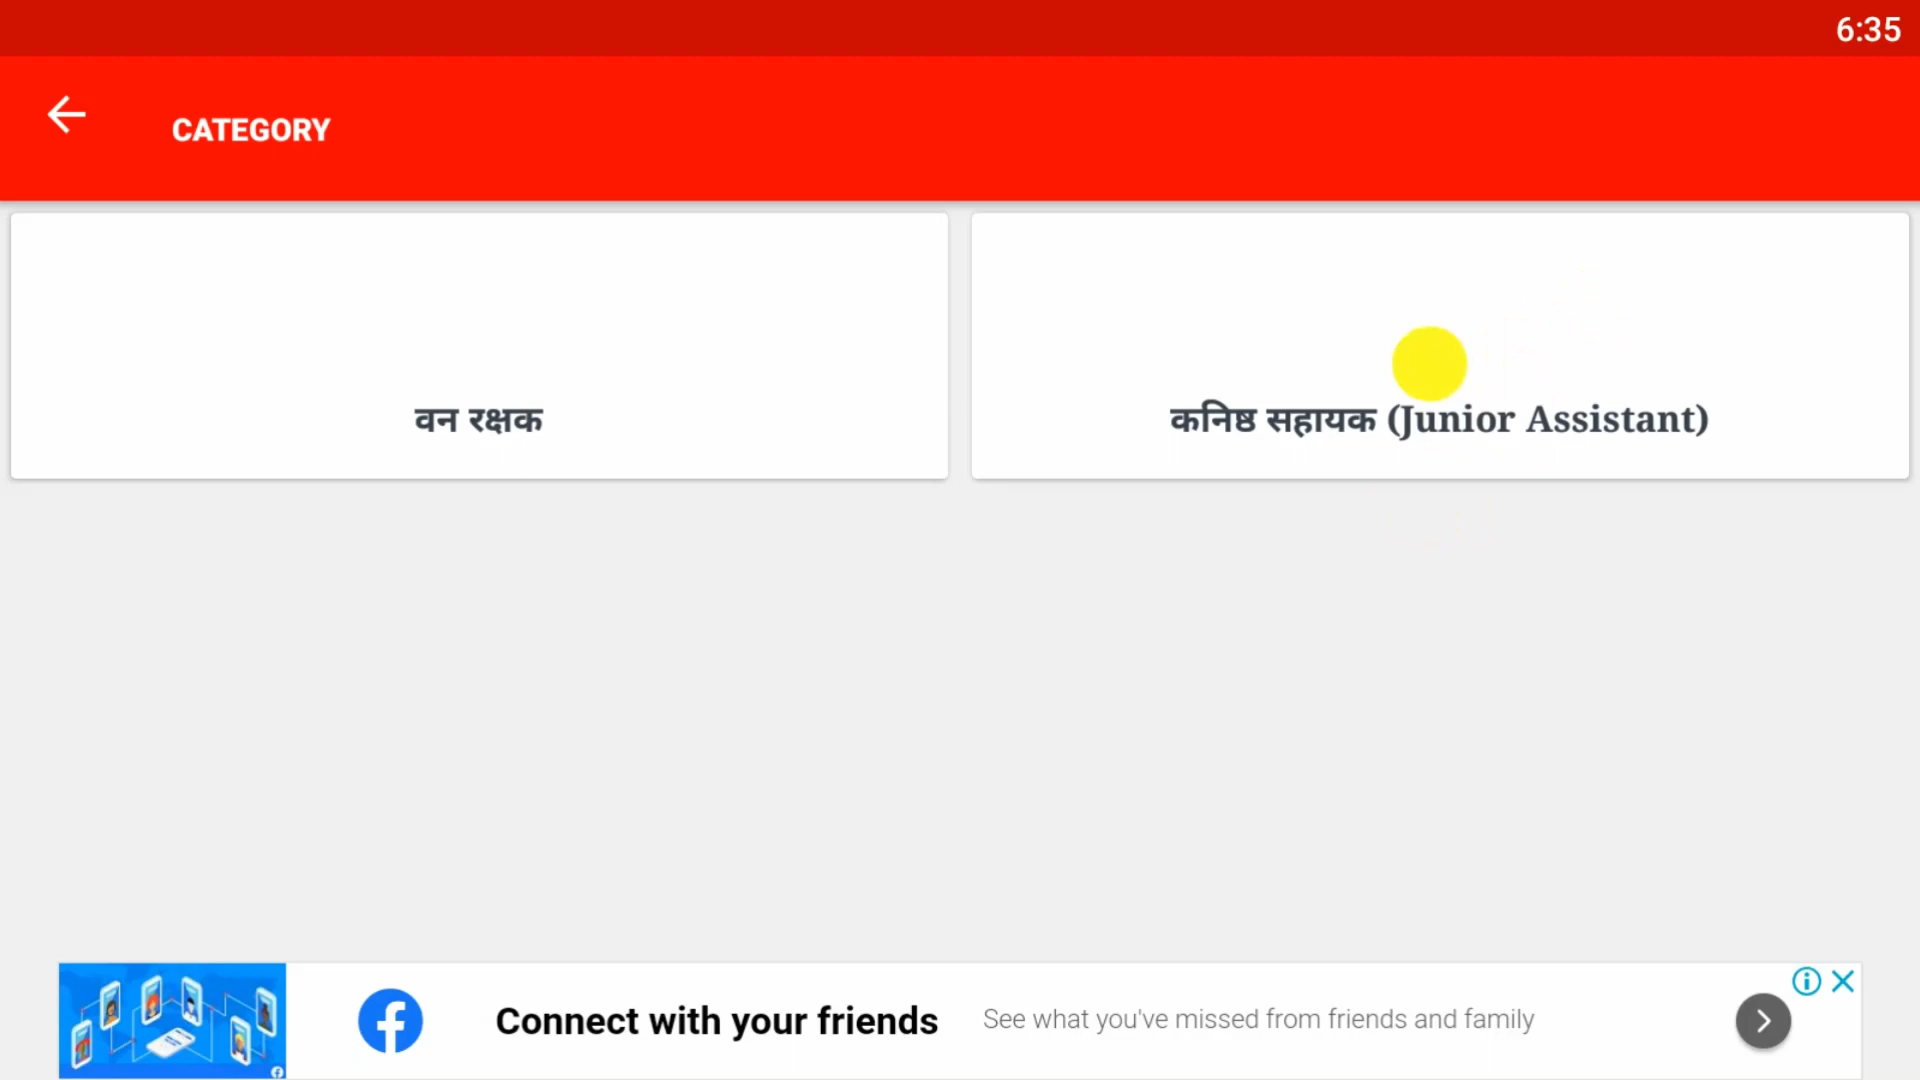 6:35
CATEGORY
वन रक्षक
कनिष्ठ सहायक (Junior Assistant)
Connect with your friends
See what you've missed from friends and family